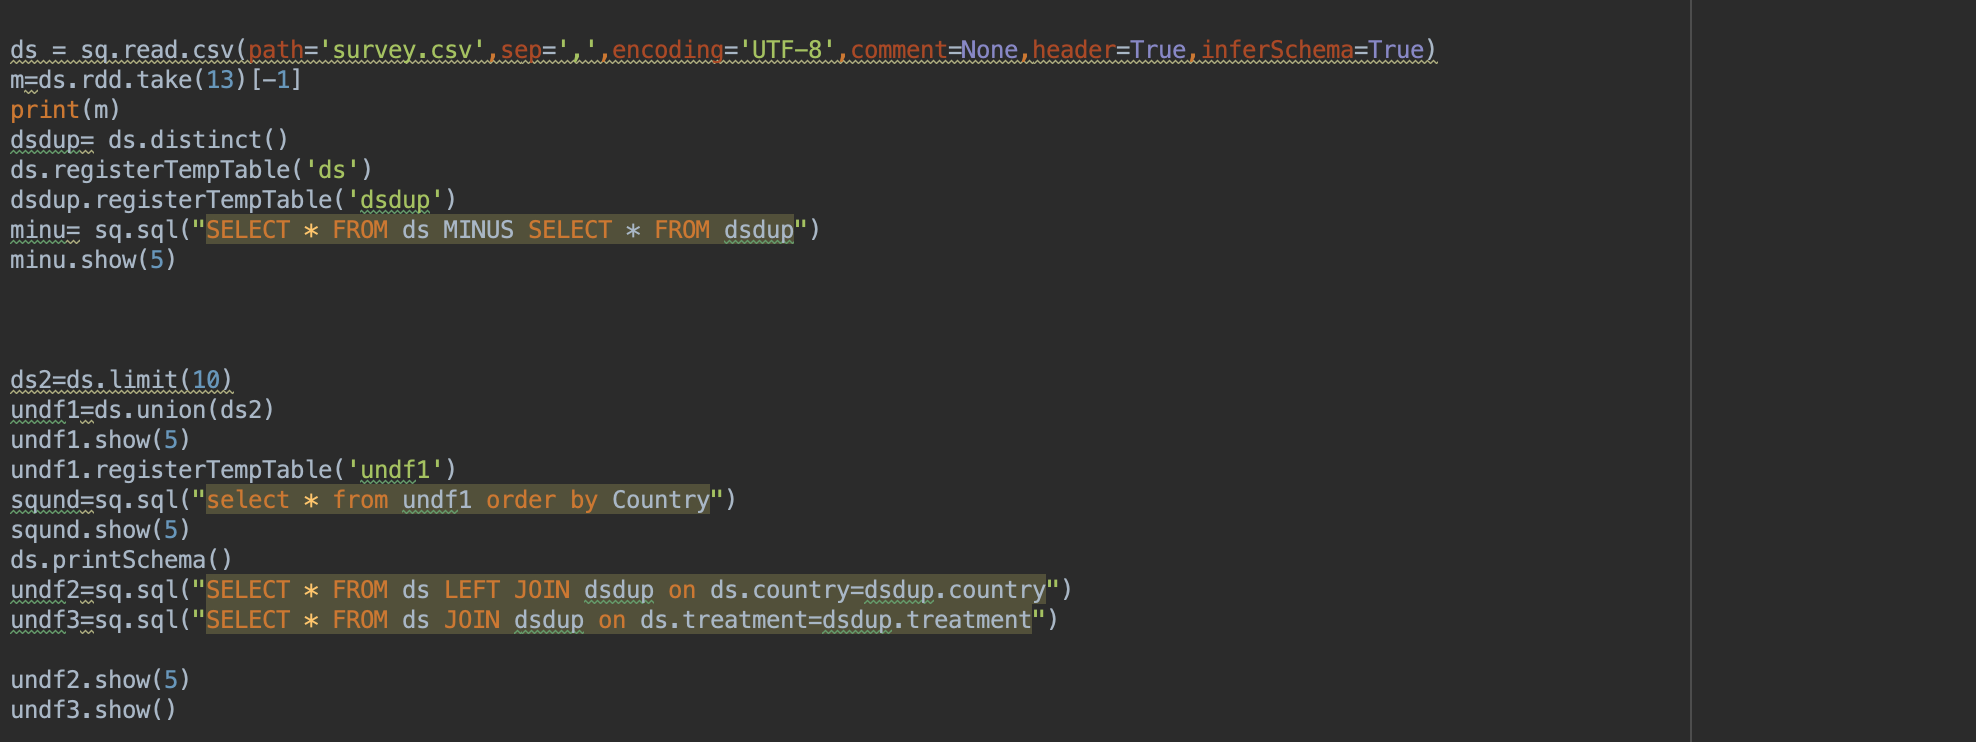 ds = sq.read.csv(path='survey.csv',sep=',',encoding='UTF-8',comment=None,header=True,inferSchema=True)
m=ds.rdd.take(13)[-1]
print(m)
dsdup= ds.distinct()
ds.registerTempTable('ds')
dsdup.registerTempTable('dsdup')
minu= sq.sql("SELECT * FROM ds MINUS SELECT * FROM dsdup")
minu.show(5)
ds2=ds.limit(10)
undf1=ds.union(ds2)
undf1.show(5)
undf1.registerTempTable('undf1')
sqund=sq.sql("select * from undf1 order by Country")
sqund.show(5)
ds.printSchema()
undf2=sq.sql("SELECT * FROM ds LEFT JOIN dsdup on ds.country=dsdup.country")
undf3=sq.sql("SELECT * FROM ds JOIN dsdup on ds.treatment=dsdup.treatment")
undf2.show(5)
undf3.show()